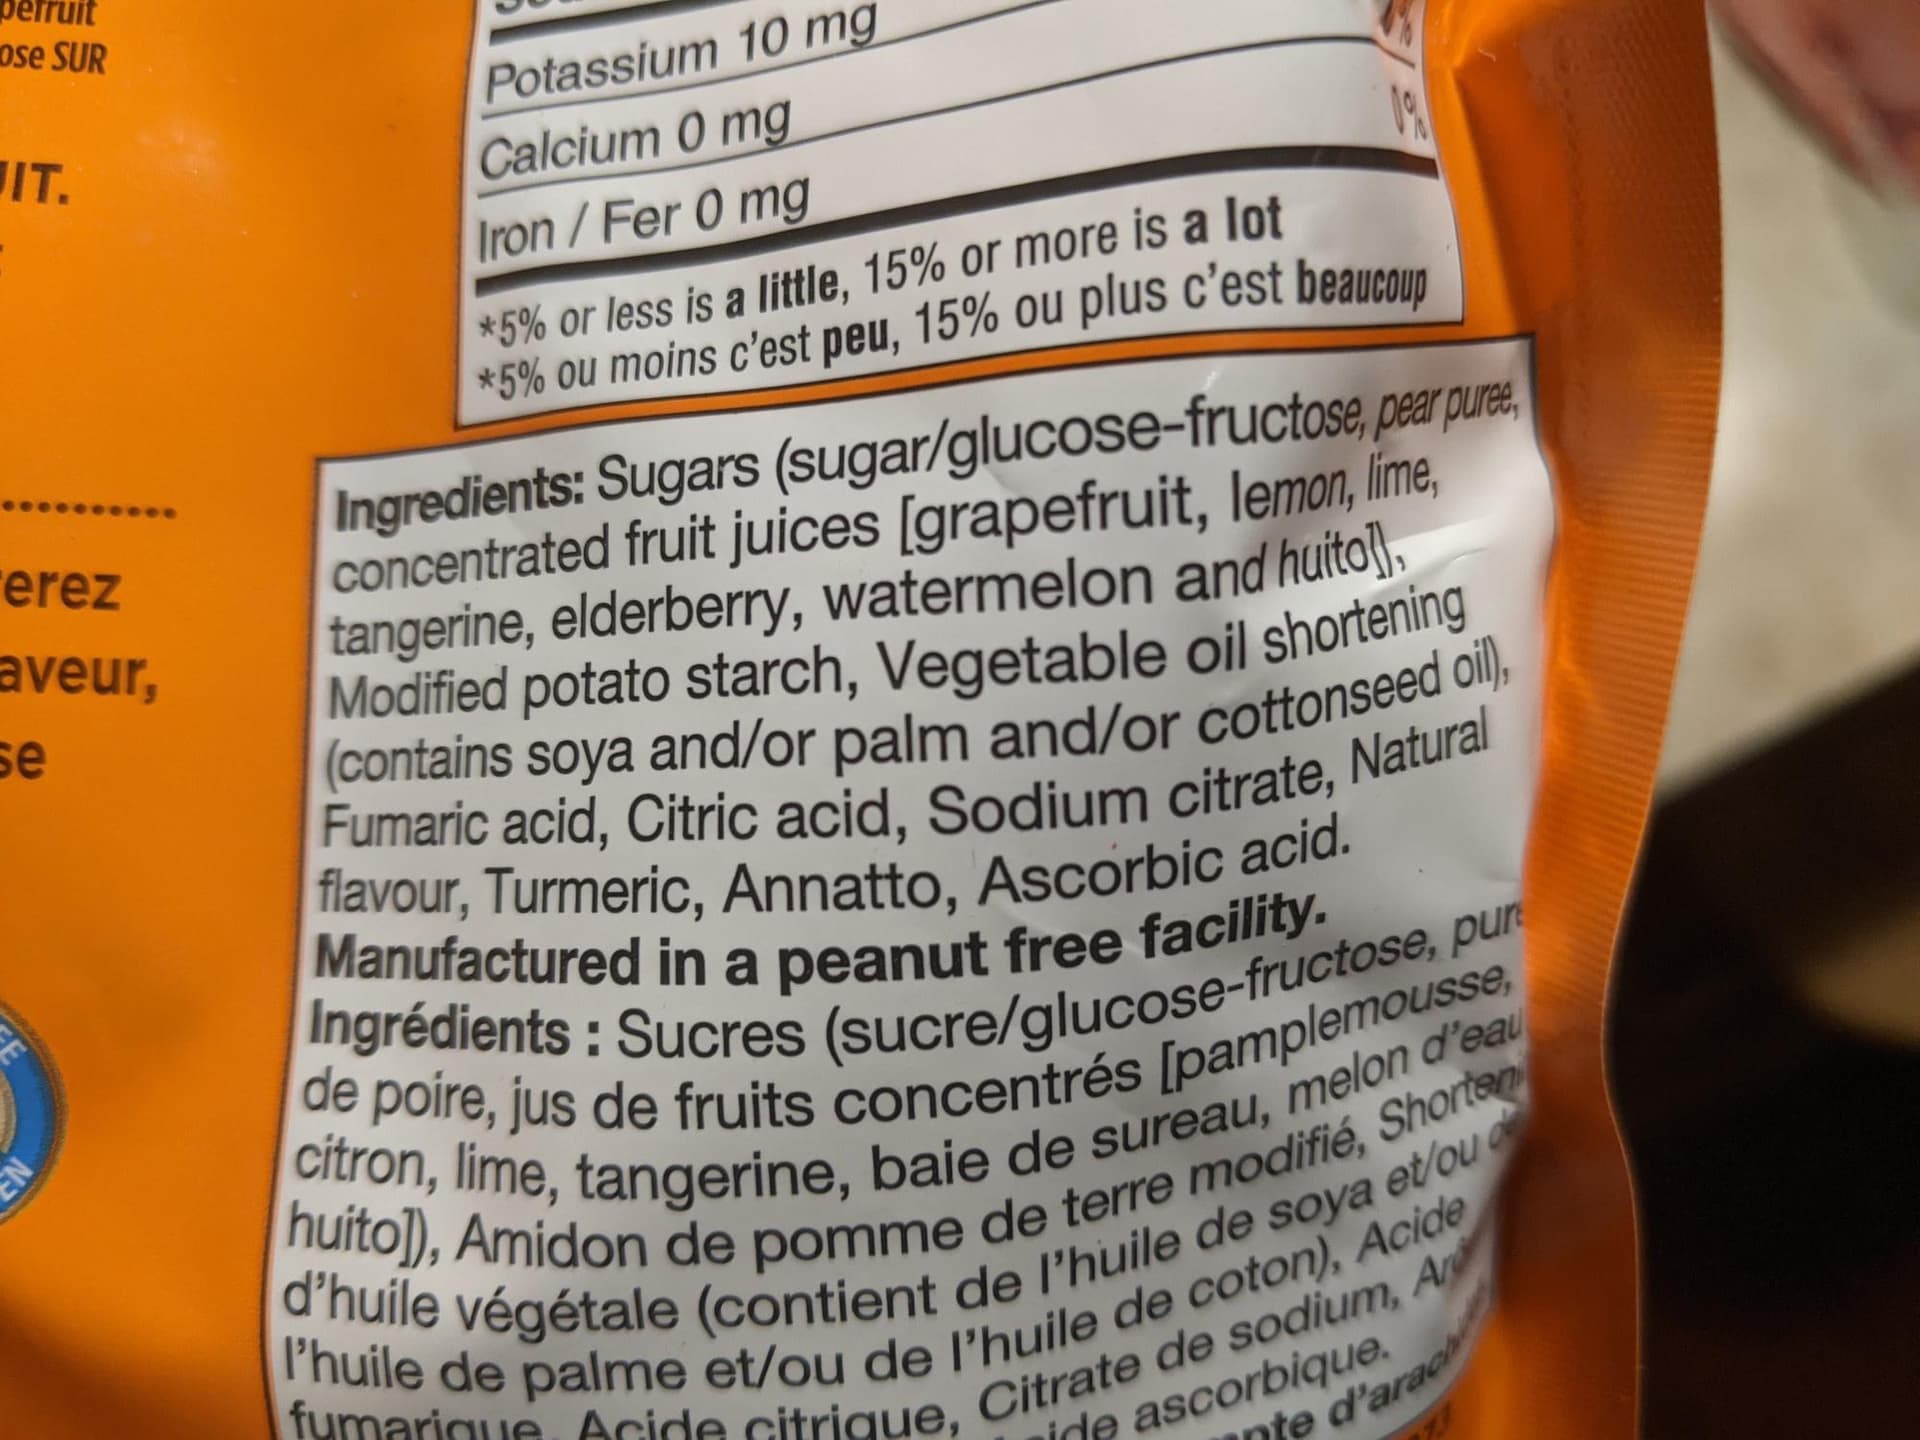 ose SUR
UIT.
erez
aveur,
se
EN
Potassium 10 mg
Calcium 0 mg 0%
Iron / Fer 0 mg
*5% or less is a little, 15% or more is a lot
*5% ou moins c'est peu, 15% ou plus c'est beaucoup
Ingredients: Sugars (sugar/glucose-fructose, pear puree,
concentrated fruit juices [grapefruit, lemon, lime,
tangerine, elderberry, watermelon and huito]),
Modified potato starch, Vegetable oil shortening
(contains soya and/or palm and/or cottonseed oil),
Fumaric acid, Citric acid, Sodium citrate, Natural
flavour, Turmeric, Annatto, Ascorbic acid.
Manufactured in a peanut free facility.
Ingrédients : Sucres (sucre/glucose-fructose, pur
de poire, jus de fruits concentrés [pamplemousse,
citron, lime, tangerine, baie de sureau, melon d'eau
huito]), Amidon de pomme de terre modifié, Shorteni
d'huile végétale (contient de l'huile de soya et/ou de
l'huile de palme et/ou de l'huile de coton), Acide
fumarique, Acide citrique, Citrate de sodium, Ar
ascorbique.